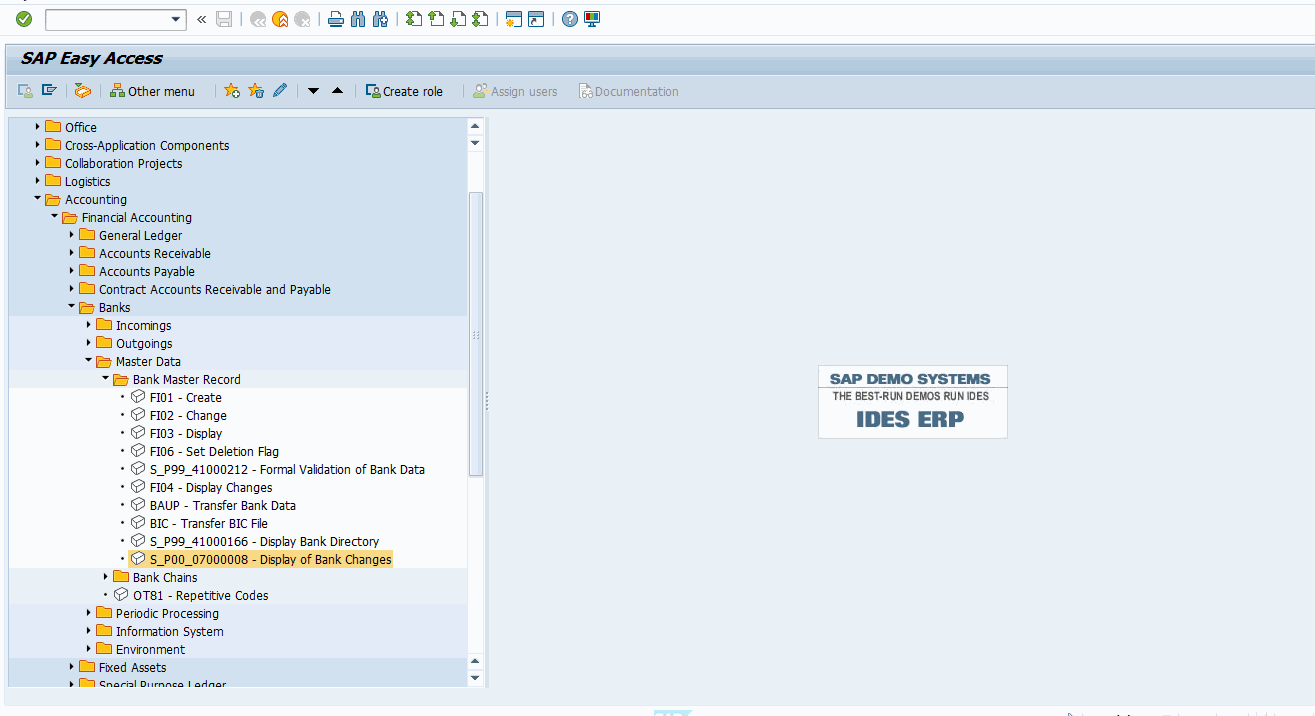 SAP Easy Access
Other menu
Create role
Assign users
Documentation
Office
Cross-Application Components
Collaboration Projects
Logistics
Accounting
Financial Accounting
General Ledger
Accounts Receivable
Accounts Payable
Contract Accounts Receivable and Payable
Banks
Incomings
Outgoings
Master Data
Bank Master Record
FI01 - Create
FI02 - Change
FI03 - Display
FI06 - Set Deletion Flag
S_P99_41000212 - Formal Validation of Bank Data
FI04 - Display Changes
BAUP - Transfer Bank Data
BIC - Transfer BIC File
S_P99_41000166 - Display Bank Directory
S_P00_07000008 - Display of Bank Changes
Bank Chains
OT81 - Repetitive Codes
Periodic Processing
Information System
Environment
Fixed Assets
Special Purpose Ledger
SAP DEMO SYSTEMS
THE BEST-RUN DEMOS RUN IDES
IDES ERP